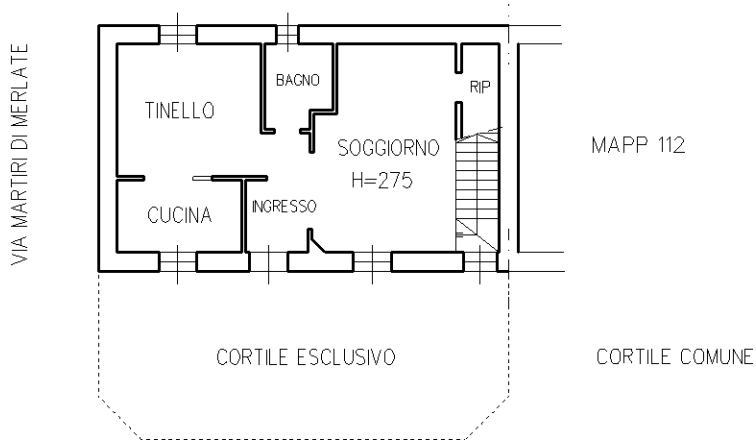 VIA MARTIRI DI MERLATE
BAGNO
RIP
TINELLO
SOGGIORNO
H=275
MAPP 112
CUCINA
INGRESSO
CORTILE ESCLUSIVO
CORTILE COMUNE